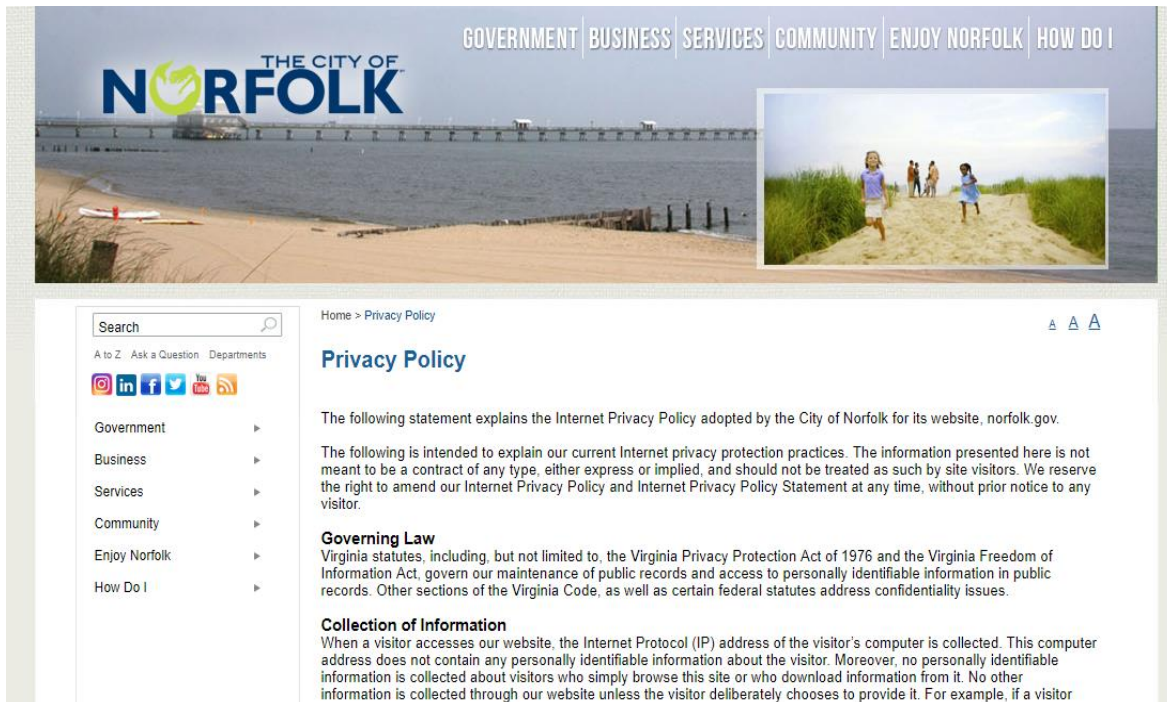 GOVERNMENT BUSINESS SERVICES COMMUNITY ENJOY NORFOLK HOW DO I
THE CITY OF
NORFOLK
Search
A to Z Ask a Question Departments
in f You Tube
Government
Business
Services
Community
Enjoy Norfolk
How Do I
Home > Privacy Policy
A A A
Privacy Policy
The following statement explains the Internet Privacy Policy adopted by the City of Norfolk for its website, norfolk.gov.
The following is intended to explain our current Internet privacy protection practices. The information presented here is not
meant to be a contract of any type, either express or implied, and should not be treated as such by site visitors. We reserve
the right to amend our Internet Privacy Policy and Internet Privacy Policy Statement at any time, without prior notice to any
visitor.
Governing Law
Virginia statutes, including, but not limited to, the Virginia Privacy Protection Act of 1976 and the Virginia Freedom of
Information Act, govern our maintenance of public records and access to personally identifiable information in public
records. Other sections of the Virginia Code, as well as certain federal statutes address confidentiality issues.
Collection of Information
When a visitor accesses our website, the Internet Protocol (IP) address of the visitor's computer is collected. This computer
address does not contain any personally identifiable information about the visitor. Moreover, no personally identifiable
information is collected about visitors who simply browse this site or who download information from it. No other
information is collected through our website unless the visitor deliberately chooses to provide it. For example, if a visitor